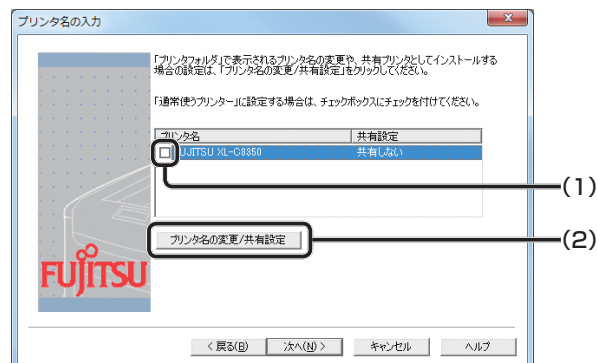 プリンタ名の入力
「プリンタフォルダ」で表示されるプリンタ名の変更や、共有プリンタとしてインストールする
場合の設定は、「プリンタ名の変更/共有設定」をクリックしてください。
「通常使うプリンター」に設定する場合は、チェックボックスにチェックを付けてください。
プリンタ名 共有設定
FUJITSU XL-C8350 共有しない
(1)
プリンタ名の変更/共有設定
(2)
FUJITSU
< 戻る(B) 次へ(N) > キャンセル ヘルプ